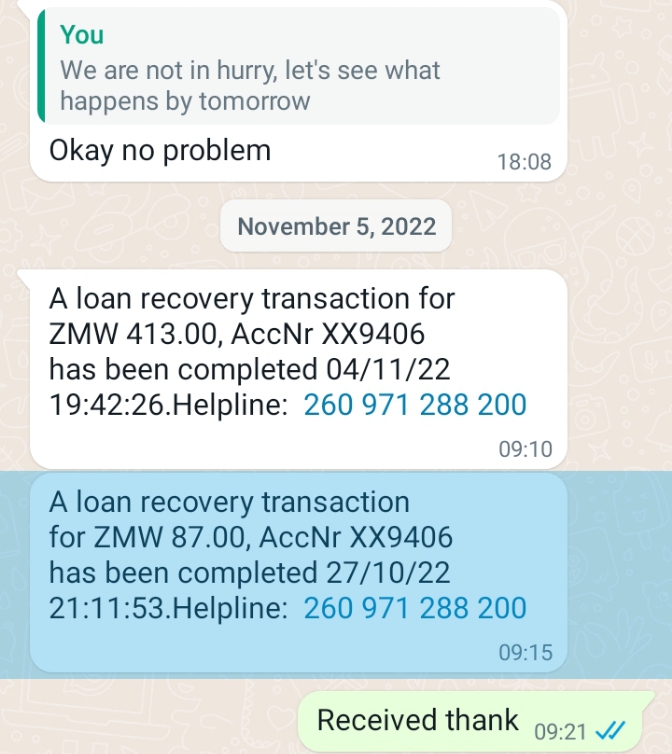 You
We are not in hurry, let's see what
happens by tomorrow
Okay no problem
18:08
November 5, 2022
A loan recovery transaction for
ZMW 413.00, AccNr XX9406
has been completed 04/11/22
19:42:26.Helpline: 260 971 288 200
09:10
A loan recovery transaction
for ZMW 87.00, AccNr XX9406
has been completed 27/10/22
21:11:53.Helpline: 260 971 288 200
09:15
Received thank 09:21